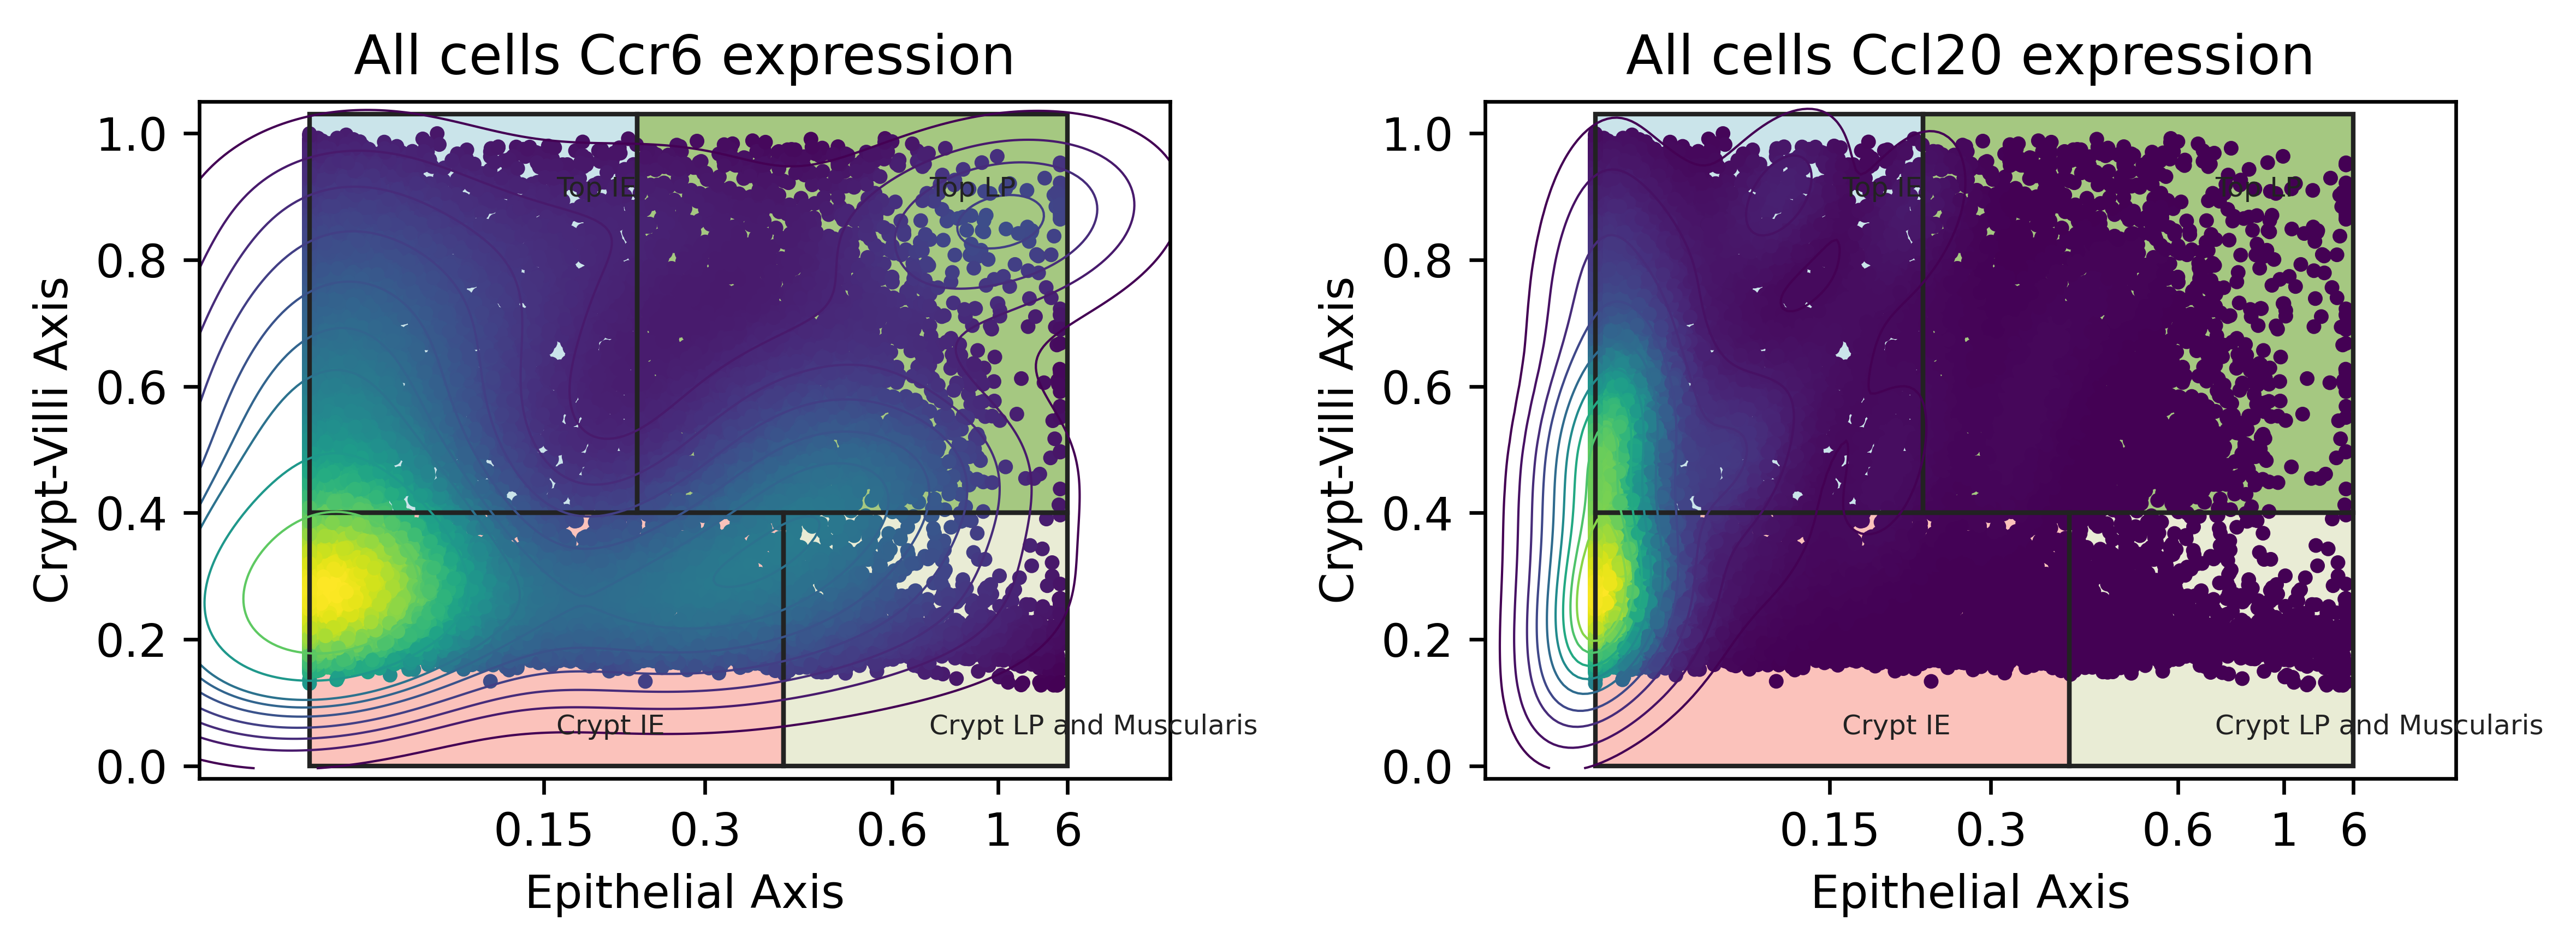 All cells Ccr6 expression
1.0
0.8
0.6
0.4
0.2
0.0
Crypt-Villi Axis
Top IE
Top LP
Crypt IE
Crypt LP and Muscularis
0.15 0.3 0.6 1 6
Epithelial Axis
All cells Ccl20 expression
1.0
0.8
0.6
0.4
0.2
0.0
Crypt-Villi Axis
Top IE
Top LP
Crypt IE
Crypt LP and Muscularis
0.15 0.3 0.6 1 6
Epithelial Axis